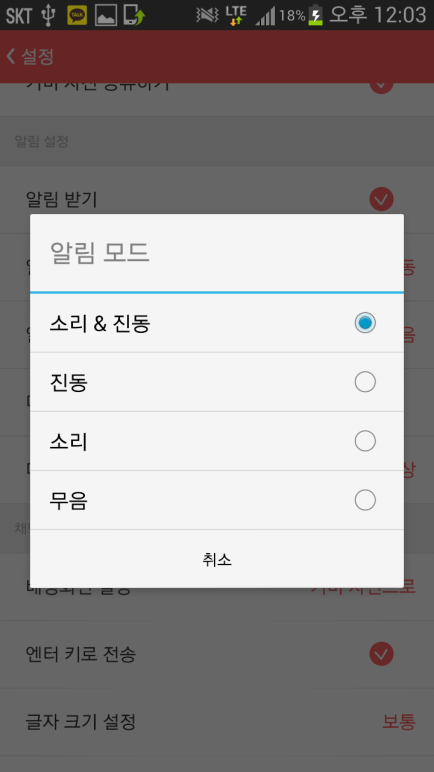 SKT TALK LTE 18% 오후 12:03
설정
알림 설정
알림 받기
알림 모드
소리 & 진동
진동
소리
무음
취소
엔터 키로 전송
글자 크기 설정 보통